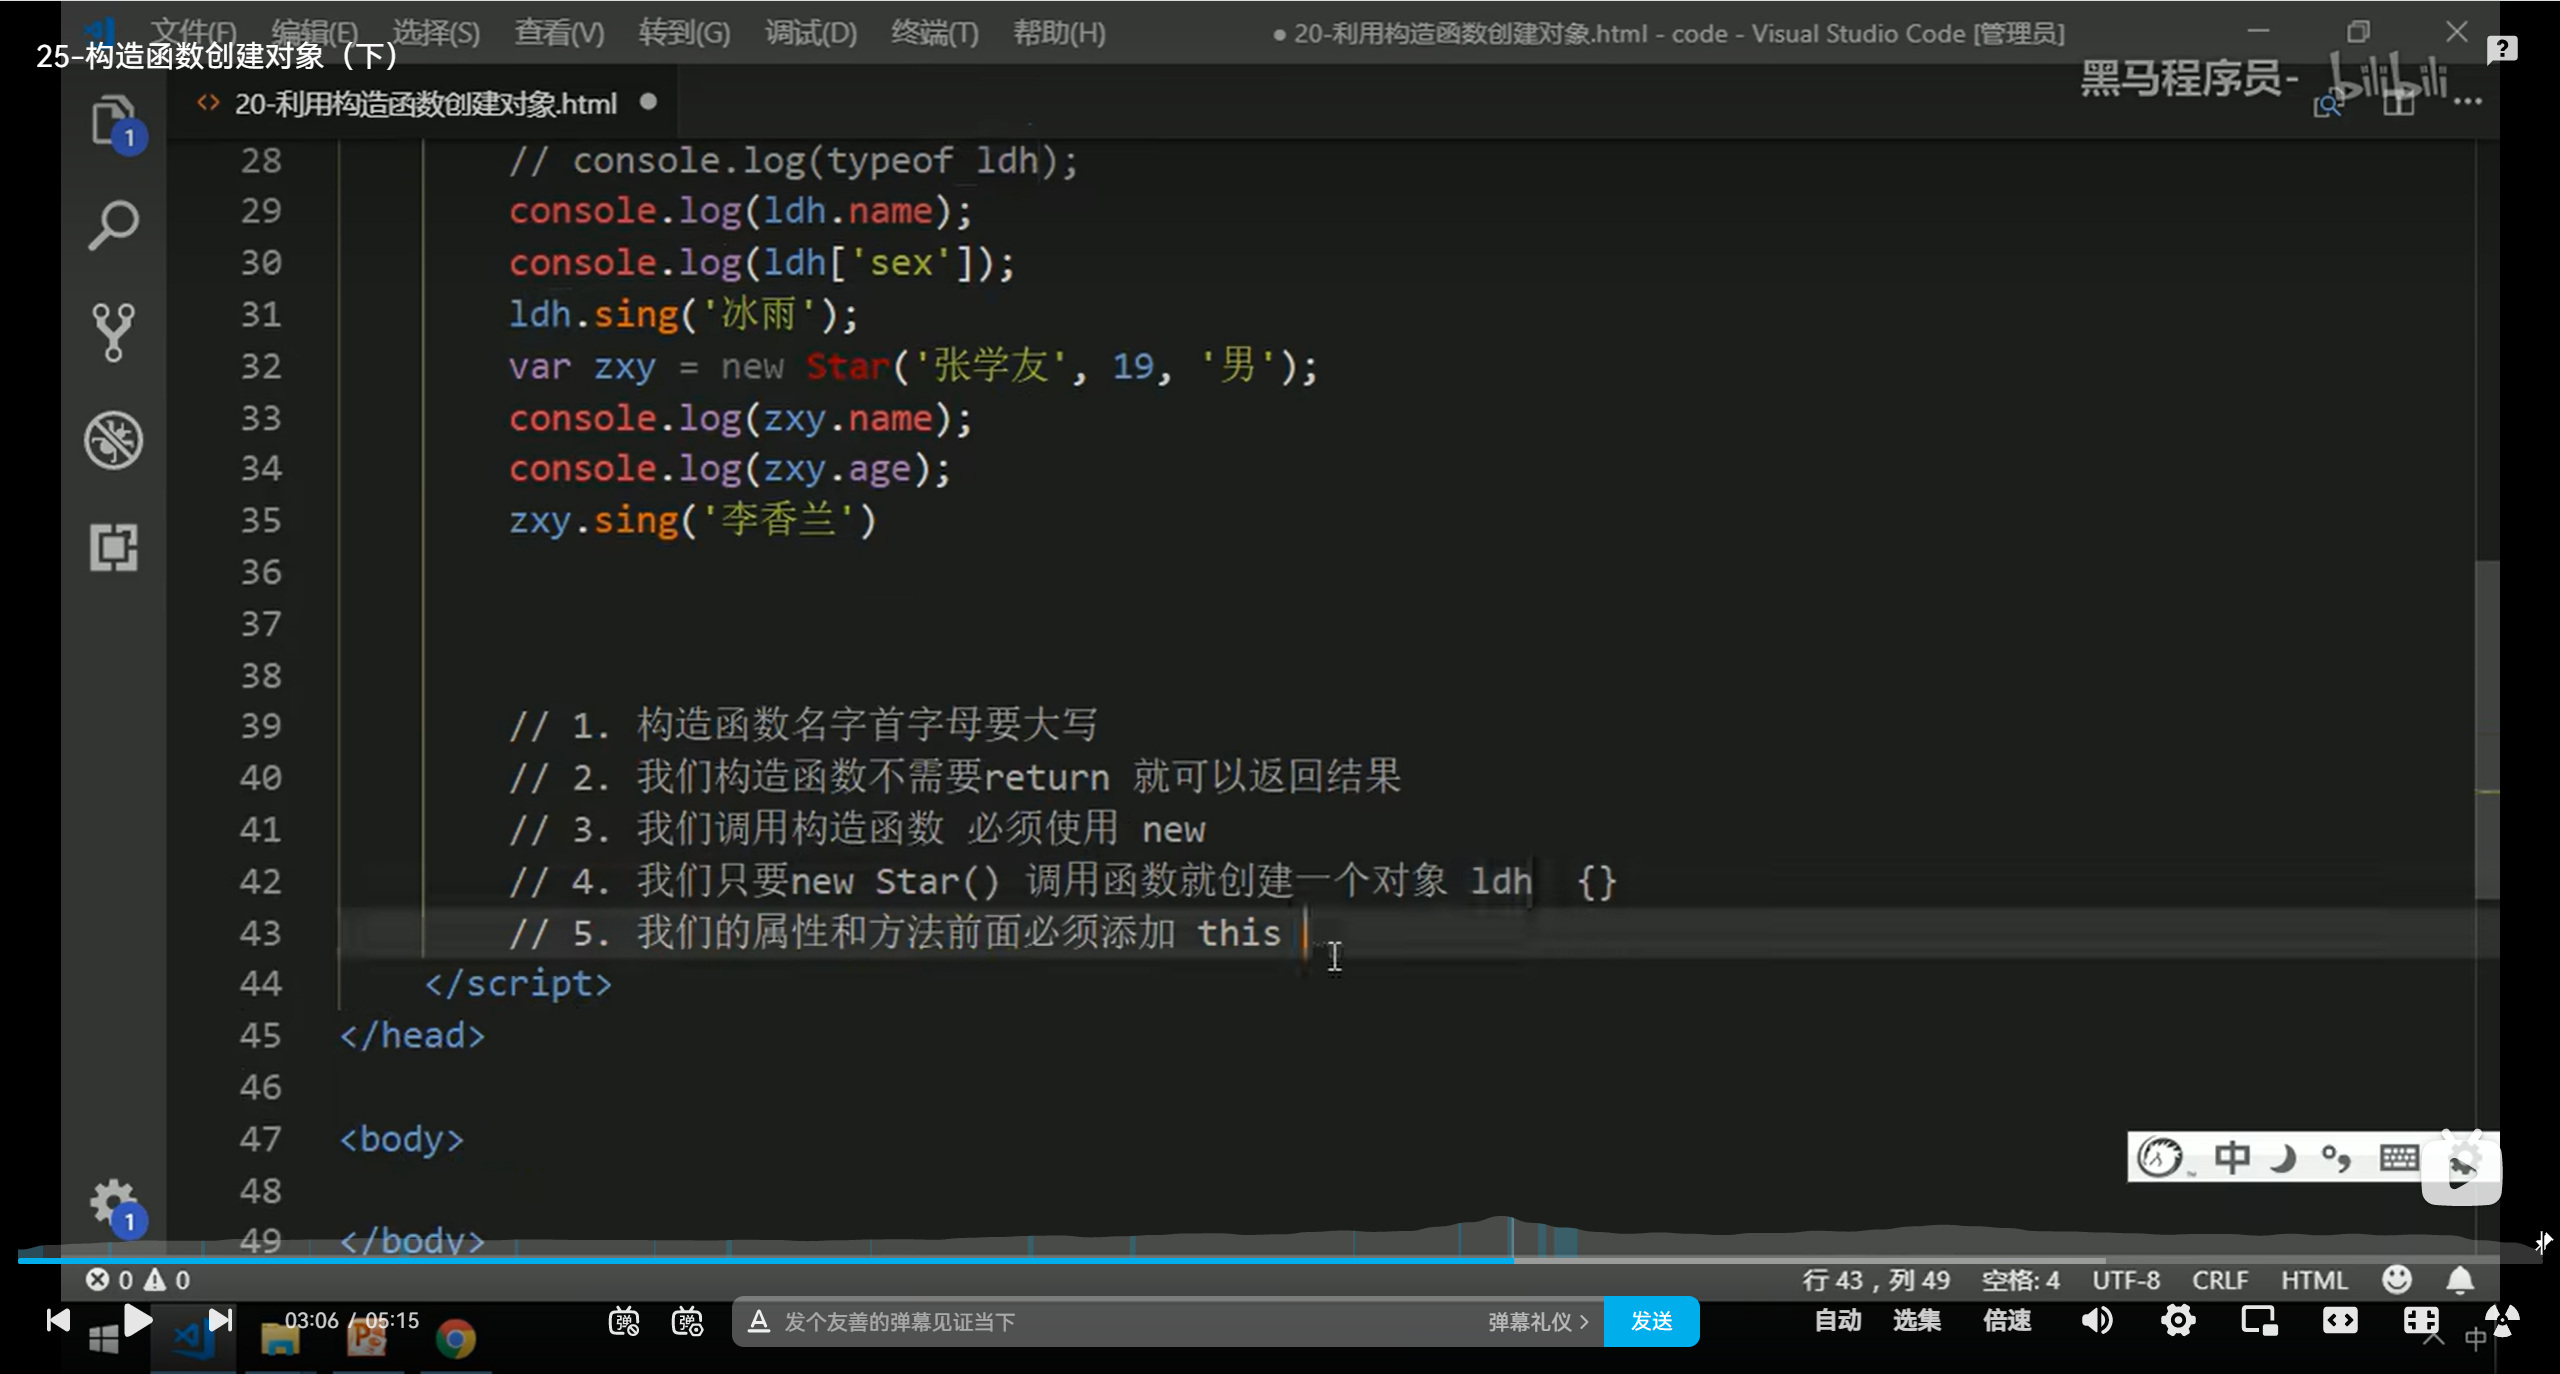 文件(F) 编辑(E) 选择(S) 查看(V) 转到(G) 调试(D) 终端(T) 帮助(H) ● 20-利用构造函数创建对象.html - code - Visual Studio Code [管理员]
25-构造函数创建对象（下）
黑马程序员- bilibili
<> 20-利用构造函数创建对象.html ●
1
28 // console.log(typeof ldh);
29 console.log(ldh.name);
30 console.log(ldh['sex']);
31 ldh.sing('冰雨');
32 var zxy = new Star('张学友', 19, '男');
33 console.log(zxy.name);
34 console.log(zxy.age);
35 zxy.sing('李香兰')
36
37
38
39 // 1. 构造函数名字首字母要大写
40 // 2. 我们构造函数不需要return 就可以返回结果
41 // 3. 我们调用构造函数 必须使用 new
42 // 4. 我们只要new Star() 调用函数就创建一个对象 ldh {}
43 // 5. 我们的属性和方法前面必须添加 this
44 </script>
45 </head>
46
47 <body>
中
48
1
49 </body>
0 0 行 43，列 49 空格: 4 UTF-8 CRLF HTML
03:06 / 05:15 弹 弹 A 发个友善的弹幕见证当下 弹幕礼仪 > 发送 自动 选集 倍速
中